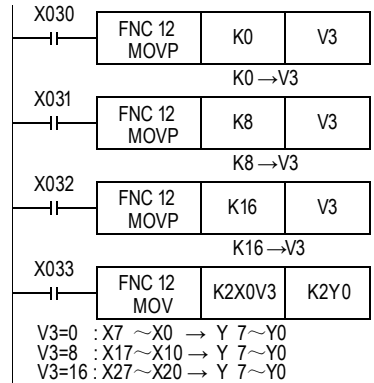 X030
FNC 12 MOVP K0 V3
K0→V3
X031
FNC 12 MOVP K8 V3
K8→V3
X032
FNC 12 MOVP K16 V3
K16→V3
X033
FNC 12 MOV K2X0V3 K2Y0
V3=0 : X7 ～X0 → Y 7～Y0
V3=8 : X17～X10 → Y 7～Y0
V3=16 : X27～X20 → Y 7～Y0